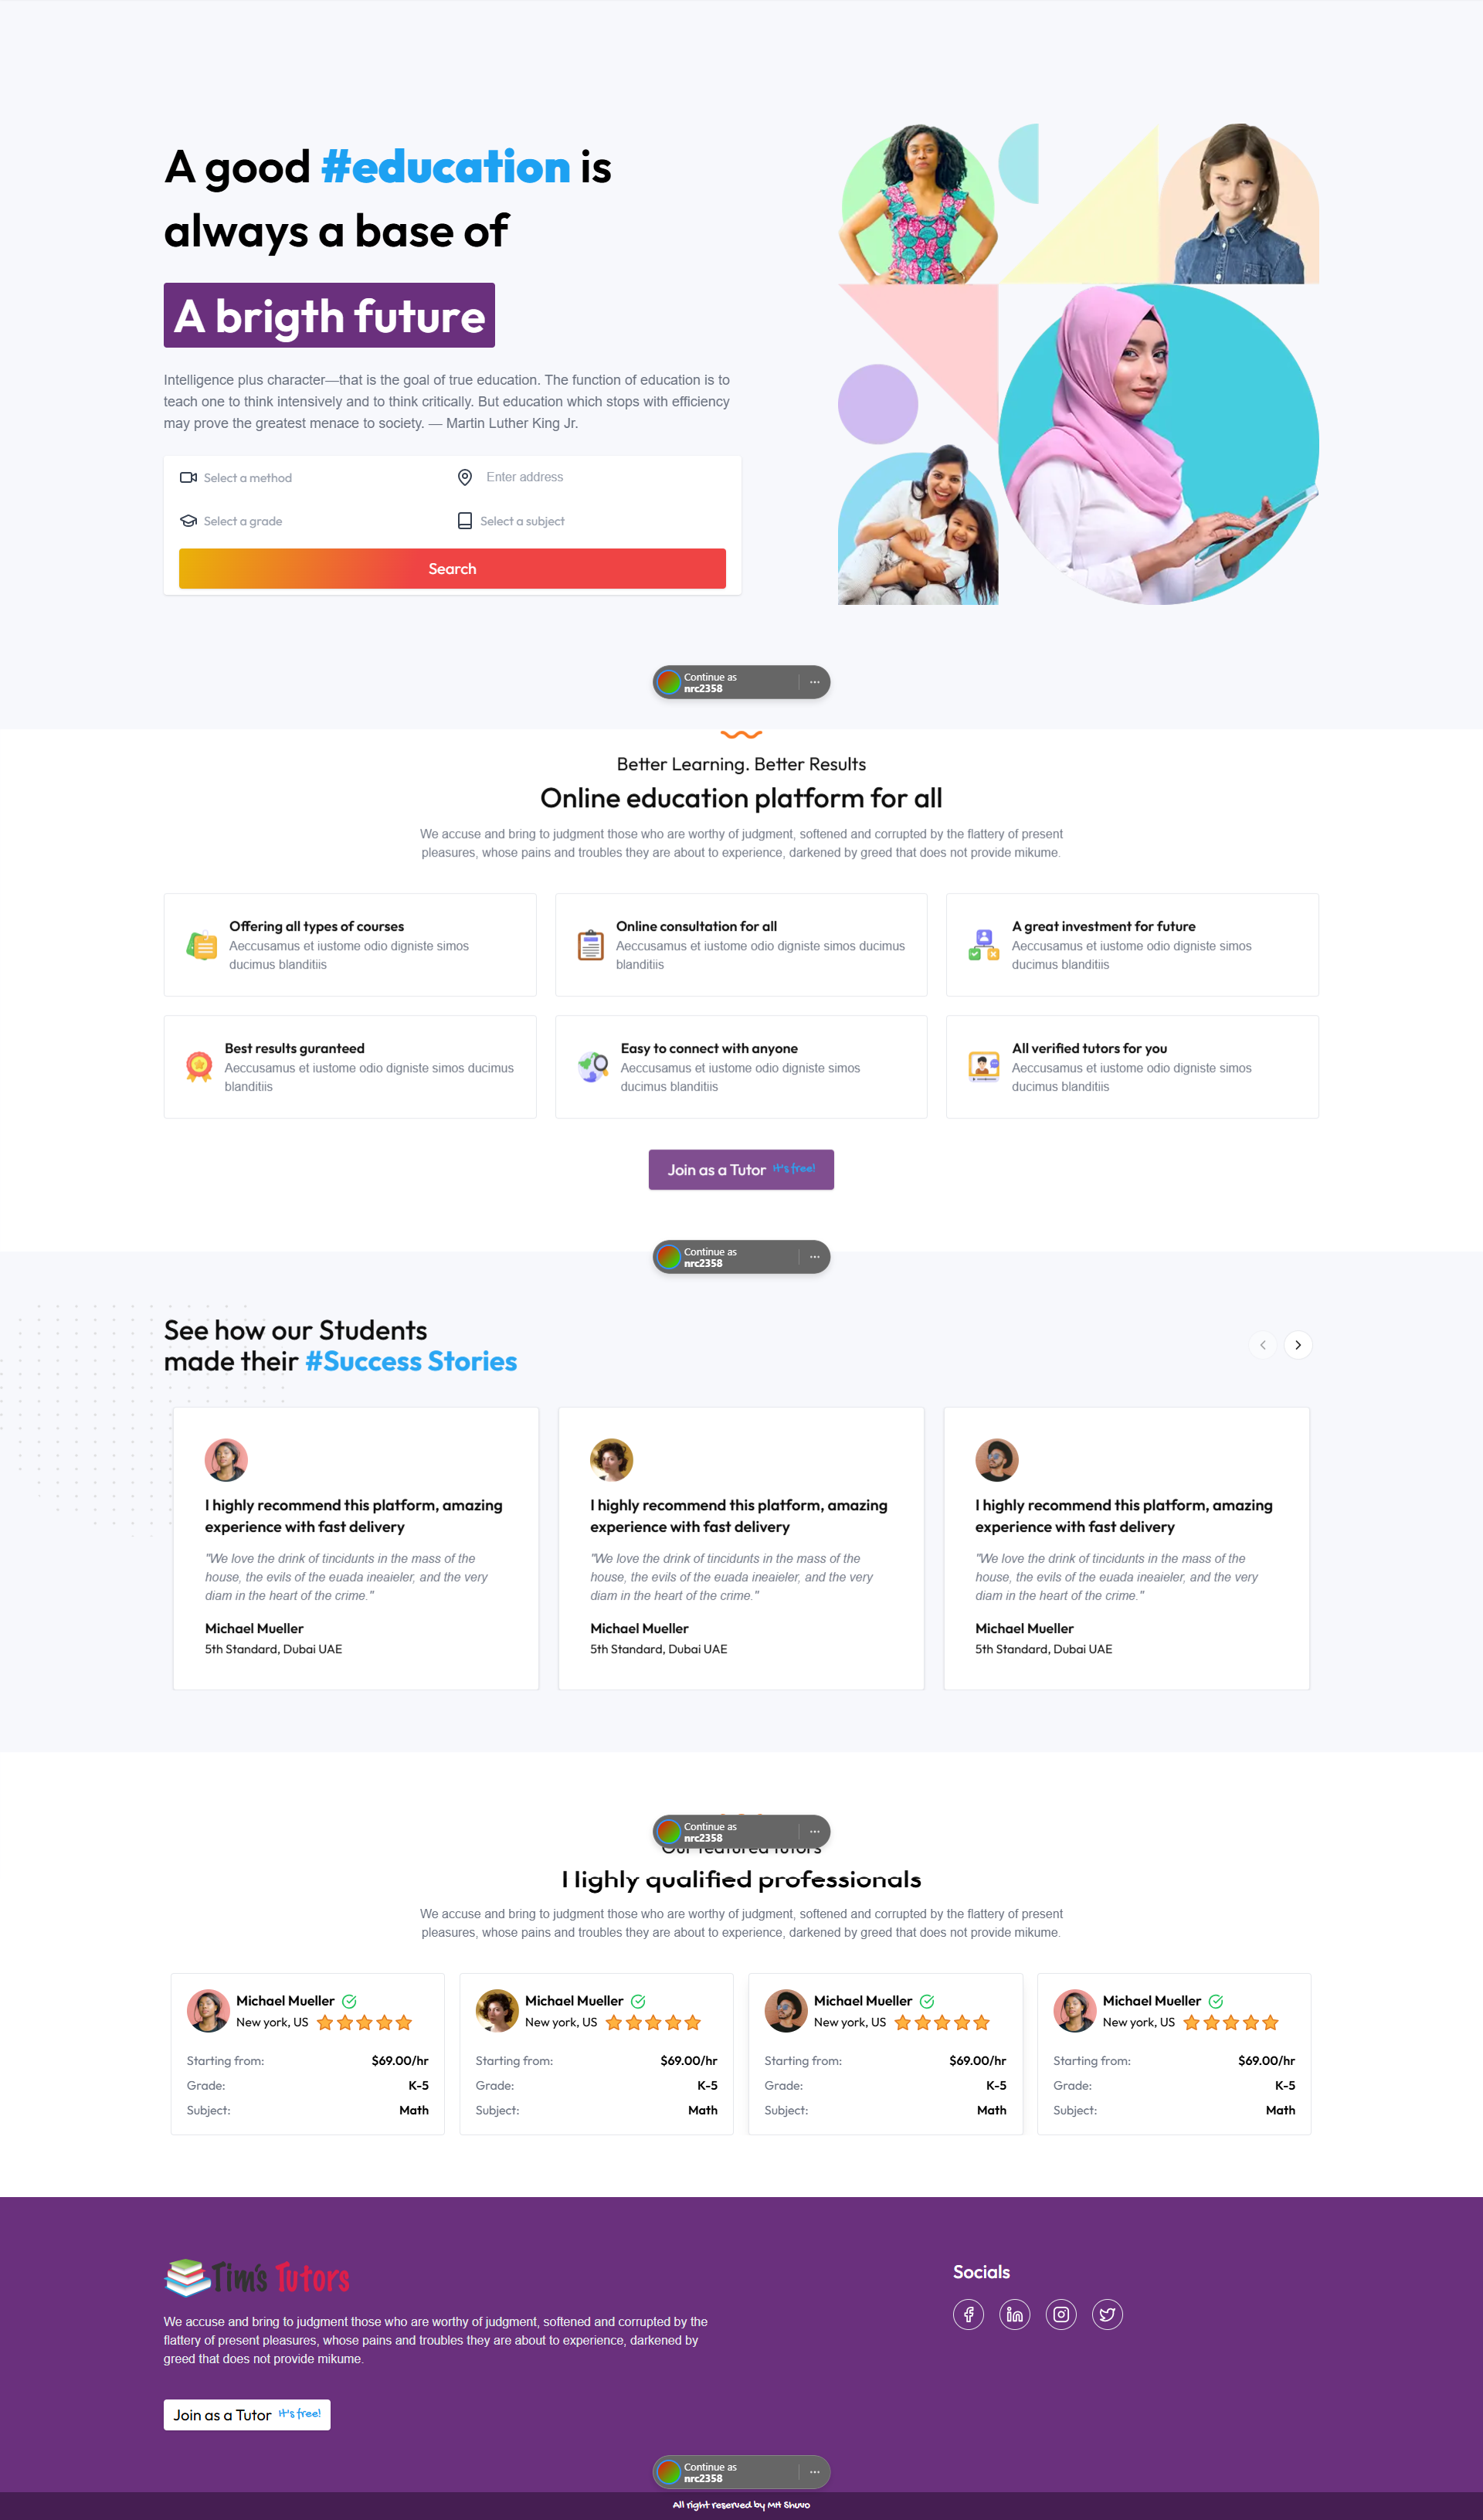 A good #education is
always a base of
A brigth future
Intelligence plus character—that is the goal of true education. The function of education is to
teach one to think intensively and to think critically. But education which stops with efficiency
may prove the greatest menace to society. — Martin Luther King Jr.
Select a method
Enter address
Select a grade
Select a subject
Search
Continue as
nrc2358
Better Learning. Better Results
Online education platform for all
We accuse and bring to judgment those who are worthy of judgment, softened and corrupted by the flattery of present
pleasures, whose pains and troubles they are about to experience, darkened by greed that does not provide mikume.
Offering all types of courses
Aeccusamus et iustome odio digniste simos
ducimus blanditiis
Online consultation for all
Aeccusamus et iustome odio digniste simos ducimus
blanditiis
A great investment for future
Aeccusamus et iustome odio digniste simos
ducimus blanditiis
Best results guranteed
Aeccusamus et iustome odio digniste simos ducimus
blanditiis
Easy to connect with anyone
Aeccusamus et iustome odio digniste simos
ducimus blanditiis
All verified tutors for you
Aeccusamus et iustome odio digniste simos
ducimus blanditiis
Join as a Tutor It's free!
Continue as
nrc2358
See how our Students
made their #Success Stories
I highly recommend this platform, amazing
experience with fast delivery
"We love the drink of tincidunts in the mass of the
house, the evils of the euada ineaieler, and the very
diam in the heart of the crime."
Michael Mueller
5th Standard, Dubai UAE
I highly recommend this platform, amazing
experience with fast delivery
"We love the drink of tincidunts in the mass of the
house, the evils of the euada ineaieler, and the very
diam in the heart of the crime."
Michael Mueller
5th Standard, Dubai UAE
I highly recommend this platform, amazing
experience with fast delivery
"We love the drink of tincidunts in the mass of the
house, the evils of the euada ineaieler, and the very
diam in the heart of the crime."
Michael Mueller
5th Standard, Dubai UAE
Continue as
nrc2358
Our featured tutors
Highly qualified professionals
We accuse and bring to judgment those who are worthy of judgment, softened and corrupted by the flattery of present
pleasures, whose pains and troubles they are about to experience, darkened by greed that does not provide mikume.
Michael Mueller
New york, US
Starting from: $69.00/hr
Grade: K-5
Subject: Math
Michael Mueller
New york, US
Starting from: $69.00/hr
Grade: K-5
Subject: Math
Michael Mueller
New york, US
Starting from: $69.00/hr
Grade: K-5
Subject: Math
Michael Mueller
New york, US
Starting from: $69.00/hr
Grade: K-5
Subject: Math
Tim's Tutors
We accuse and bring to judgment those who are worthy of judgment, softened and corrupted by the
flattery of present pleasures, whose pains and troubles they are about to experience, darkened by
greed that does not provide mikume.
Join as a Tutor It's free!
Socials
Continue as
nrc2358
All right reserved by MH Shuvo